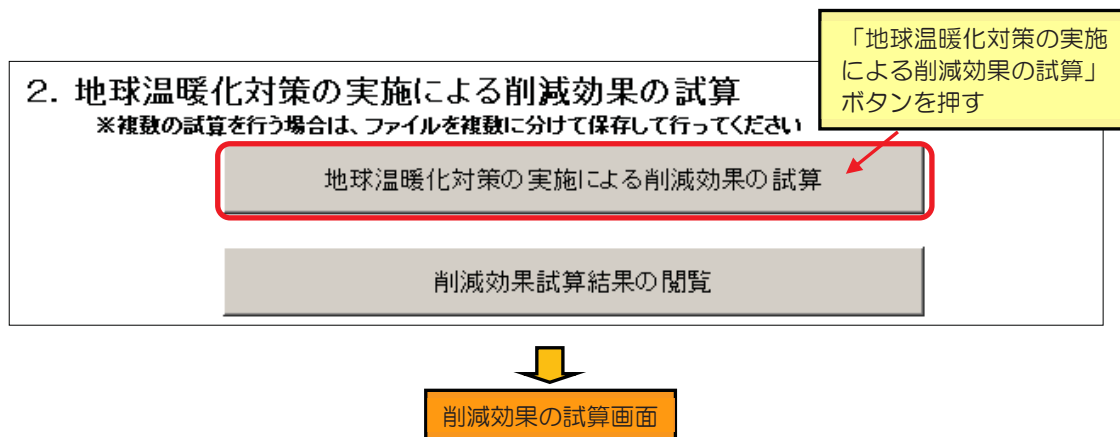 「地球温暖化対策の実施
による削減効果の試算」
ボタンを押す
2. 地球温暖化対策の実施による削減効果の試算
※複数の試算を行う場合は、ファイルを複数に分けて保存して行ってください
地球温暖化対策の実施による削減効果の試算
削減効果試算結果の閲覧
削減効果の試算画面